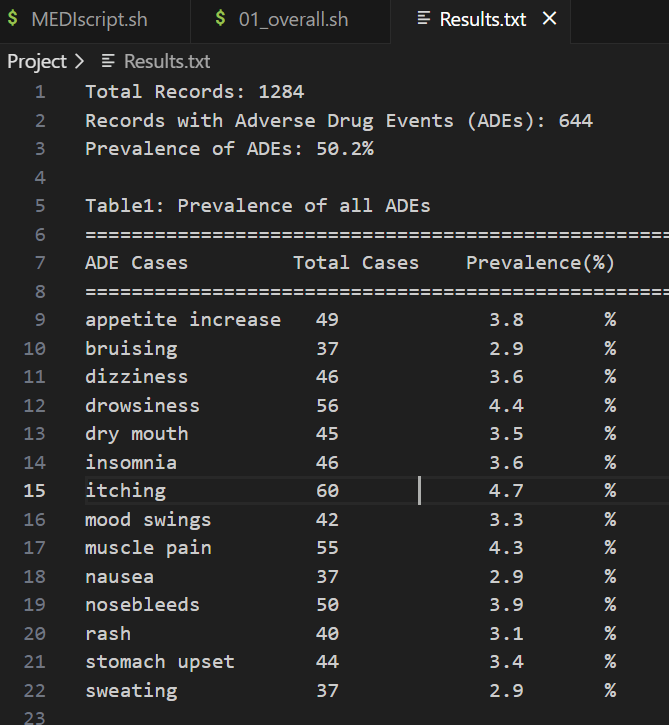 $ MEDIscript.sh $ 01_overall.sh Results.txt ×
Project > Results.txt
1 Total Records: 1284
2 Records with Adverse Drug Events (ADEs): 644
3 Prevalence of ADEs: 50.2%
4
5 Table1: Prevalence of all ADEs
6 ===================================================
7 ADE Cases Total Cases Prevalence(%)
8 ===================================================
9 appetite increase 49 3.8 %
10 bruising 37 2.9 %
11 dizziness 46 3.6 %
12 drowsiness 56 4.4 %
13 dry mouth 45 3.5 %
14 insomnia 46 3.6 %
15 itching 60 4.7 %
16 mood swings 42 3.3 %
17 muscle pain 55 4.3 %
18 nausea 37 2.9 %
19 nosebleeds 50 3.9 %
20 rash 40 3.1 %
21 stomach upset 44 3.4 %
22 sweating 37 2.9 %
23